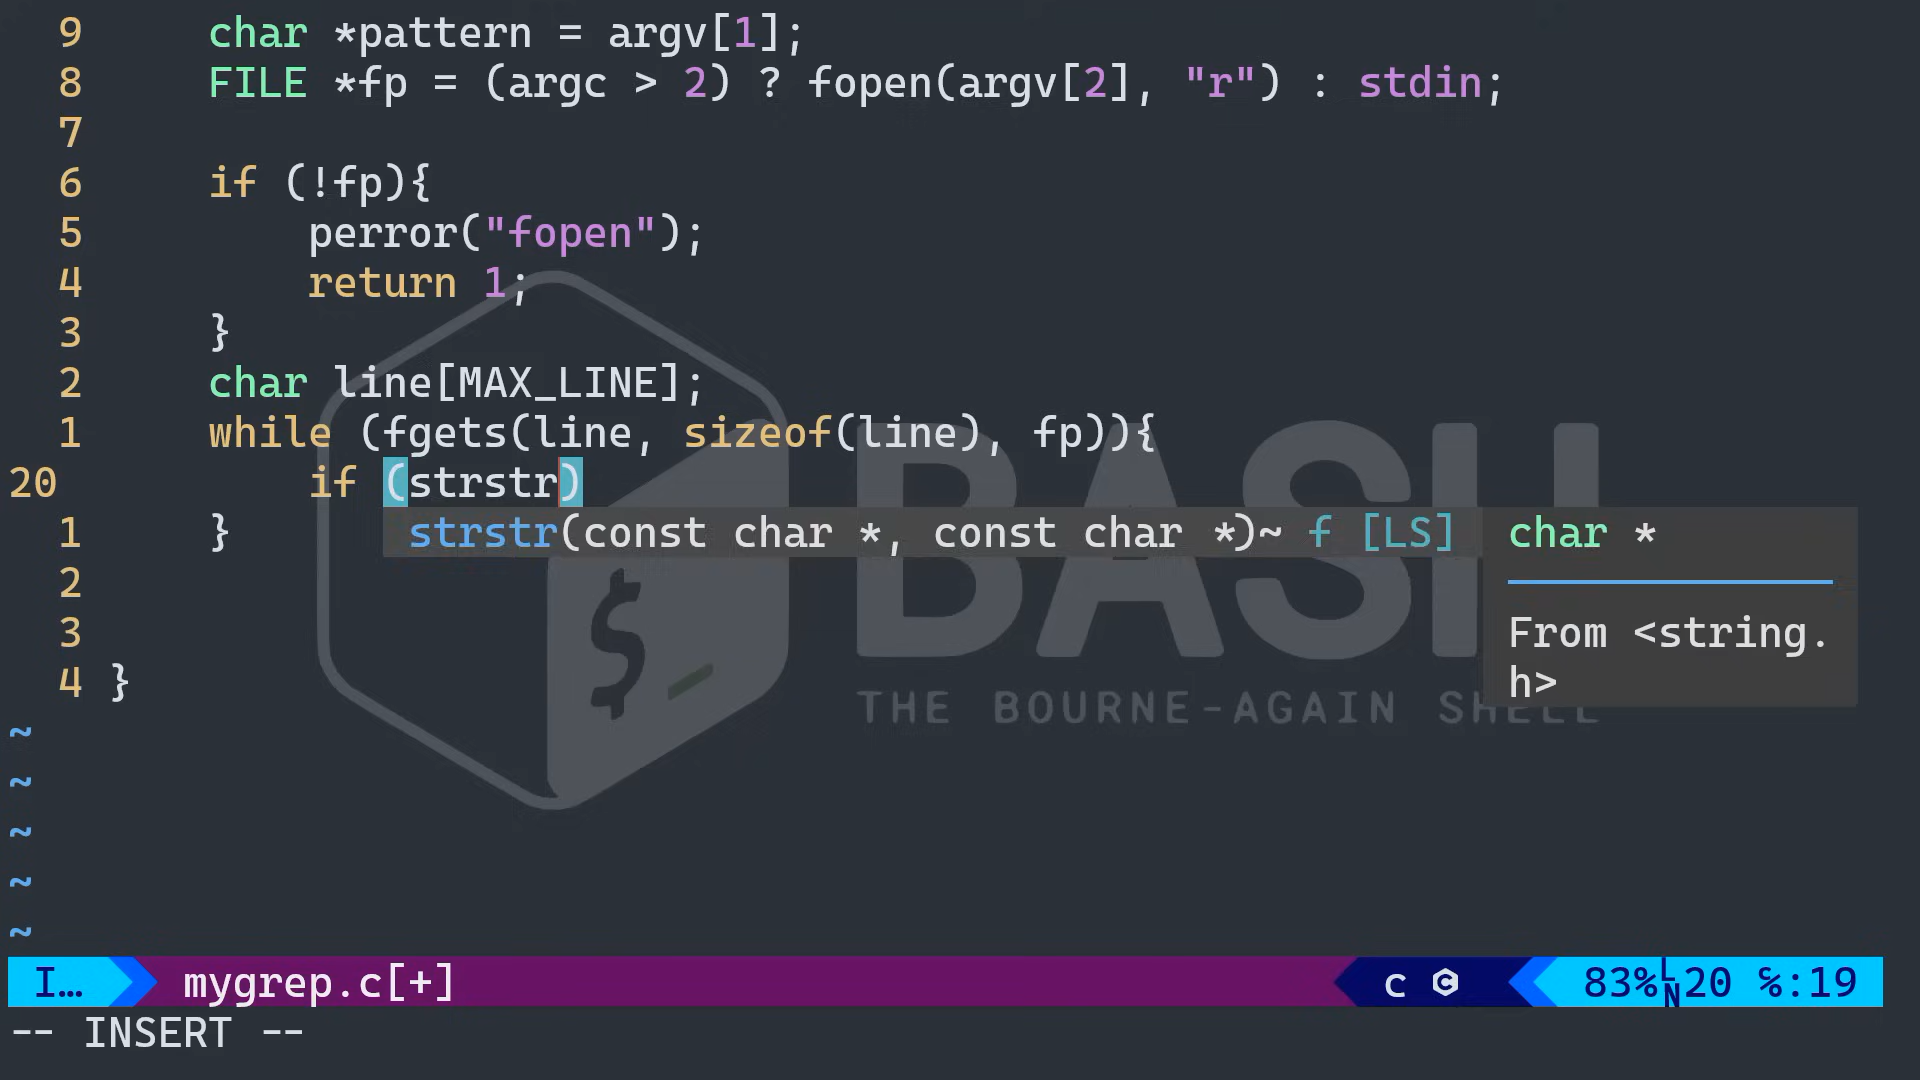 9 char *pattern = argv[1];
8 FILE *fp = (argc > 2) ? fopen(argv[2], "r") : stdin;
7
6 if (!fp){
5 perror("fopen");
4 return 1;
3 }
2 char line[MAX_LINE];
1 while (fgets(line, sizeof(line), fp)){
20 if (strstr)
1 } strstr(const char *, const char *)~ f [LS] char *
2
3 From <string.
4 } h>
$_ BASH
THE BOURNE-AGAIN SHELL
~
~
~
~
~
I… mygrep.c[+] c 83% LN 20 %:19
-- INSERT --